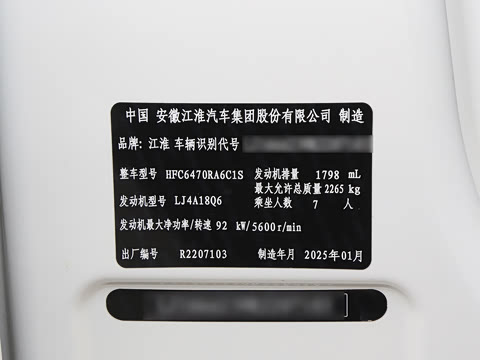 中国 安徽江淮汽车集团股份有限公司 制造
品牌: 江淮 车辆识别代号
整车型号 HFC6470RA6C1S 发动机排量 1798 mL
最大允许总质量 2265 kg
发动机型号 LJ4A18Q6 乘坐人数 7 人
发动机最大净功率/转速 92 kW/5600 r/min
出厂编号 R2207103 制造年月 2025年01月